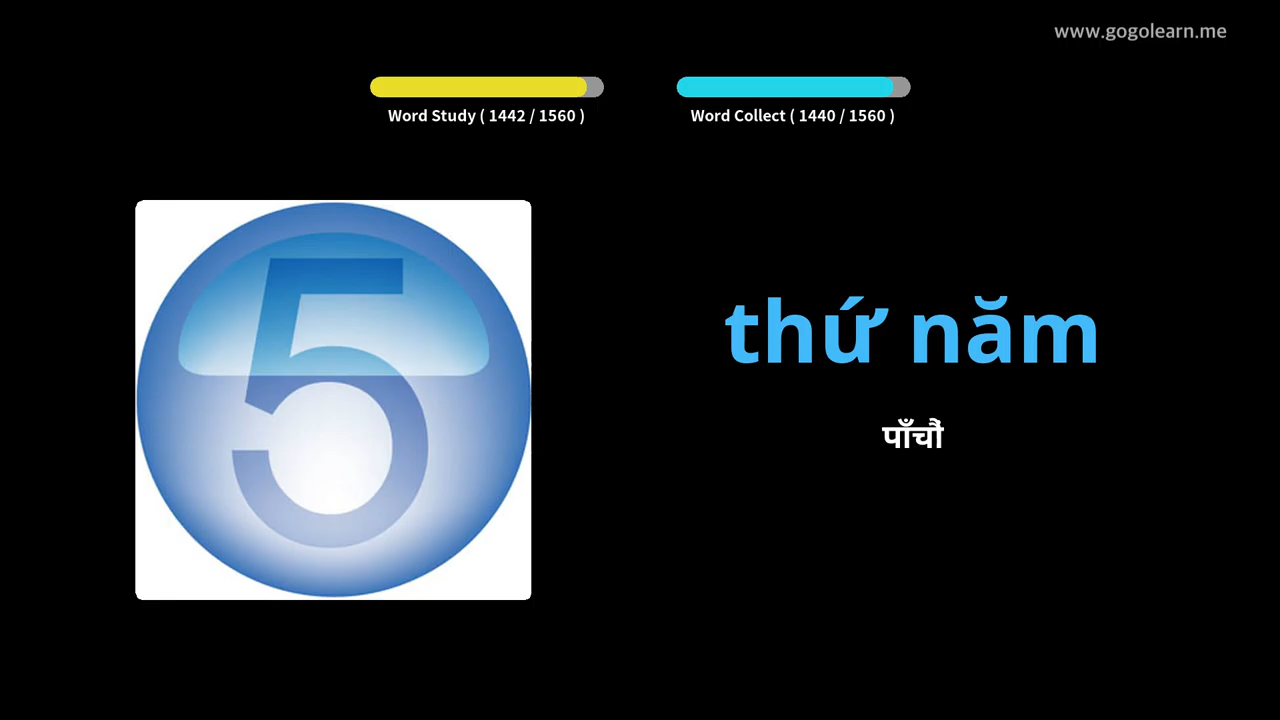 www.gogolearn.me
Word Study ( 1442 / 1560 )
Word Collect ( 1440 / 1560 )
5
thứ năm
पाँचौं